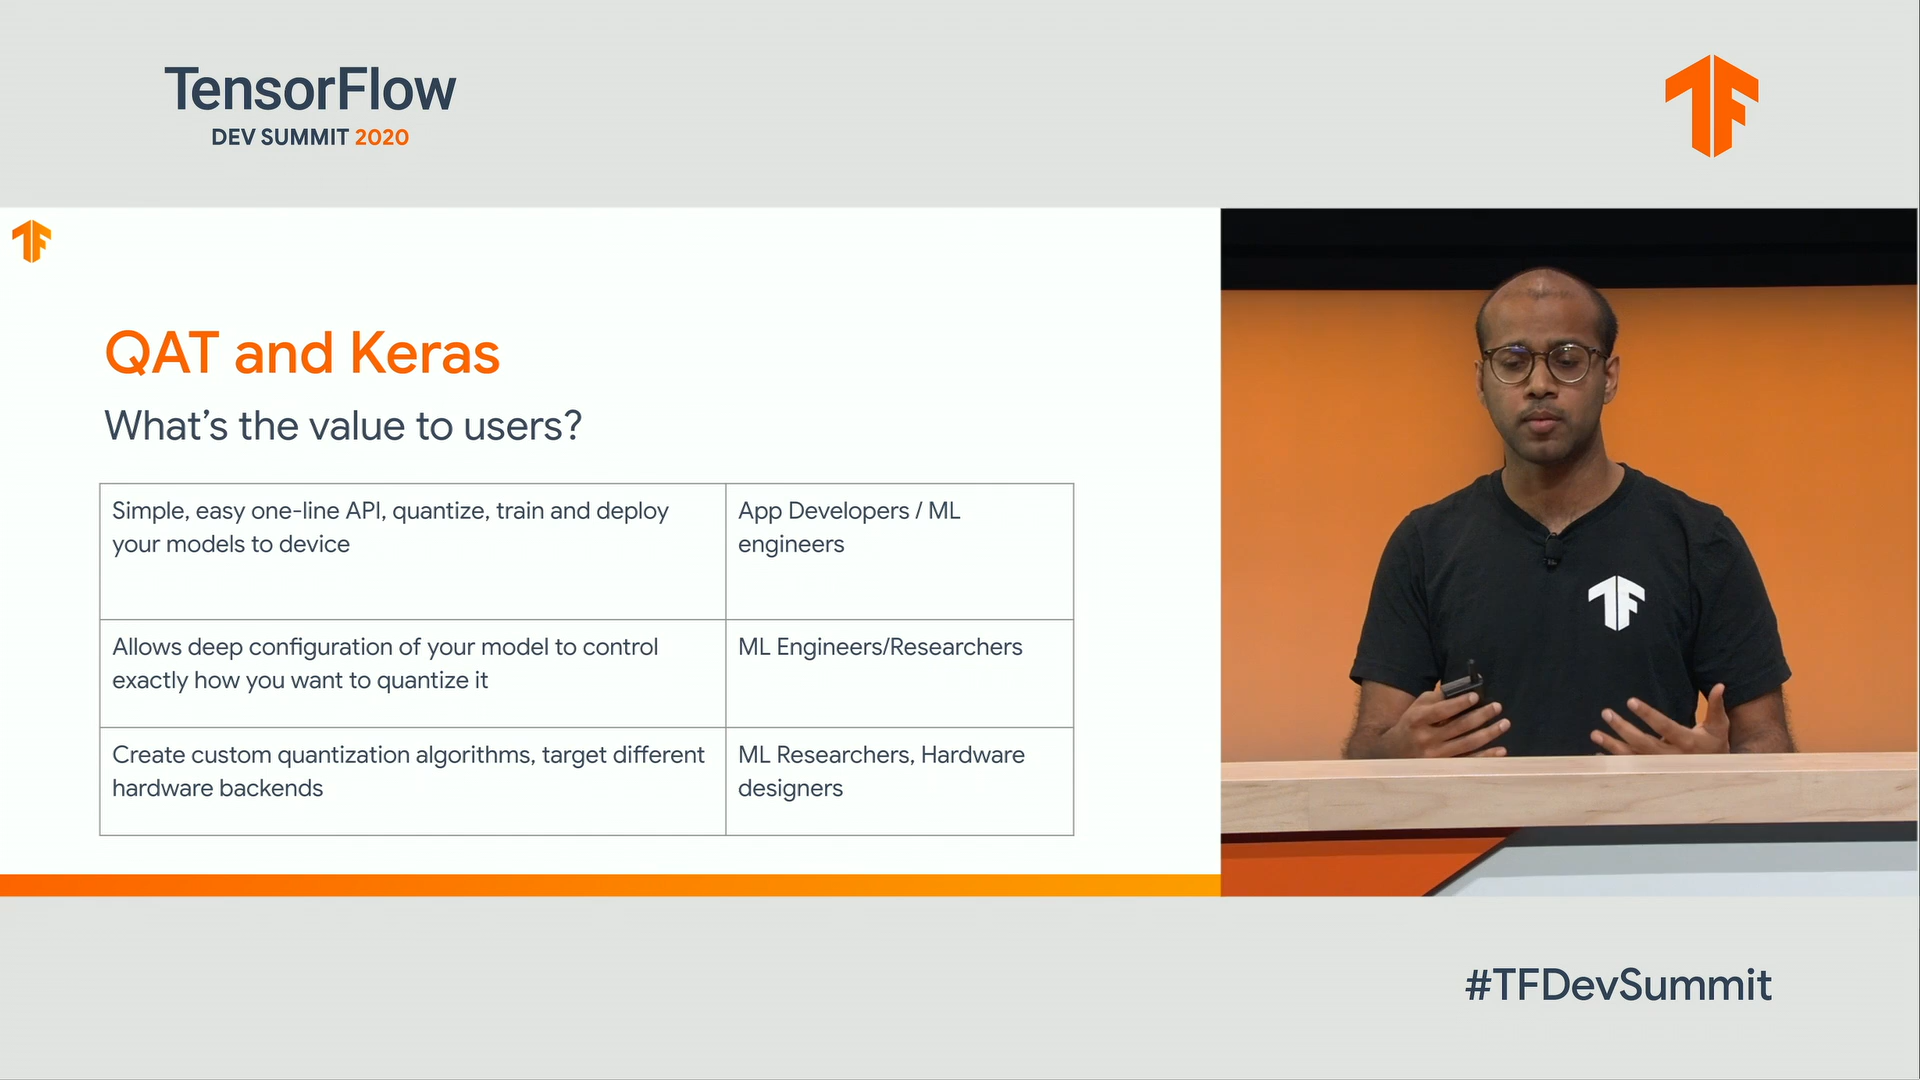 TensorFlow
DEV SUMMIT 2020
QAT and Keras
What's the value to users?
Simple, easy one-line API, quantize, train and deploy
your models to device
App Developers / ML
engineers
Allows deep configuration of your model to control
exactly how you want to quantize it
ML Engineers/Researchers
Create custom quantization algorithms, target different
hardware backends
ML Researchers, Hardware
designers
#TFDevSummit